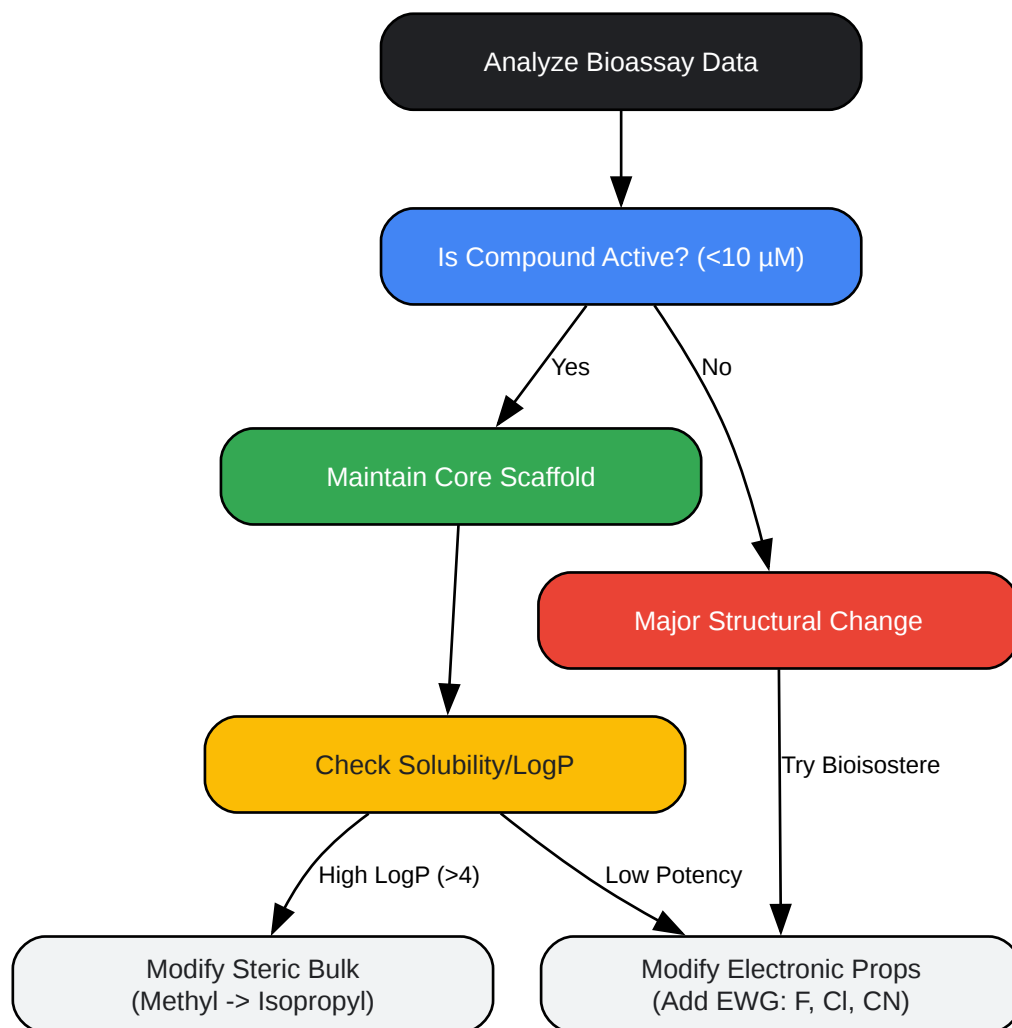 Analyze Bioassay Data
Is Compound Active? (<10 µM)
Yes
No
Maintain Core Scaffold
Major Structural Change
Check Solubility/LogP
Try Bioisostere
High LogP (>4)
Low Potency
Modify Steric Bulk
(Methyl -> Isopropyl)
Modify Electronic Props
(Add EWG: F, Cl, CN)